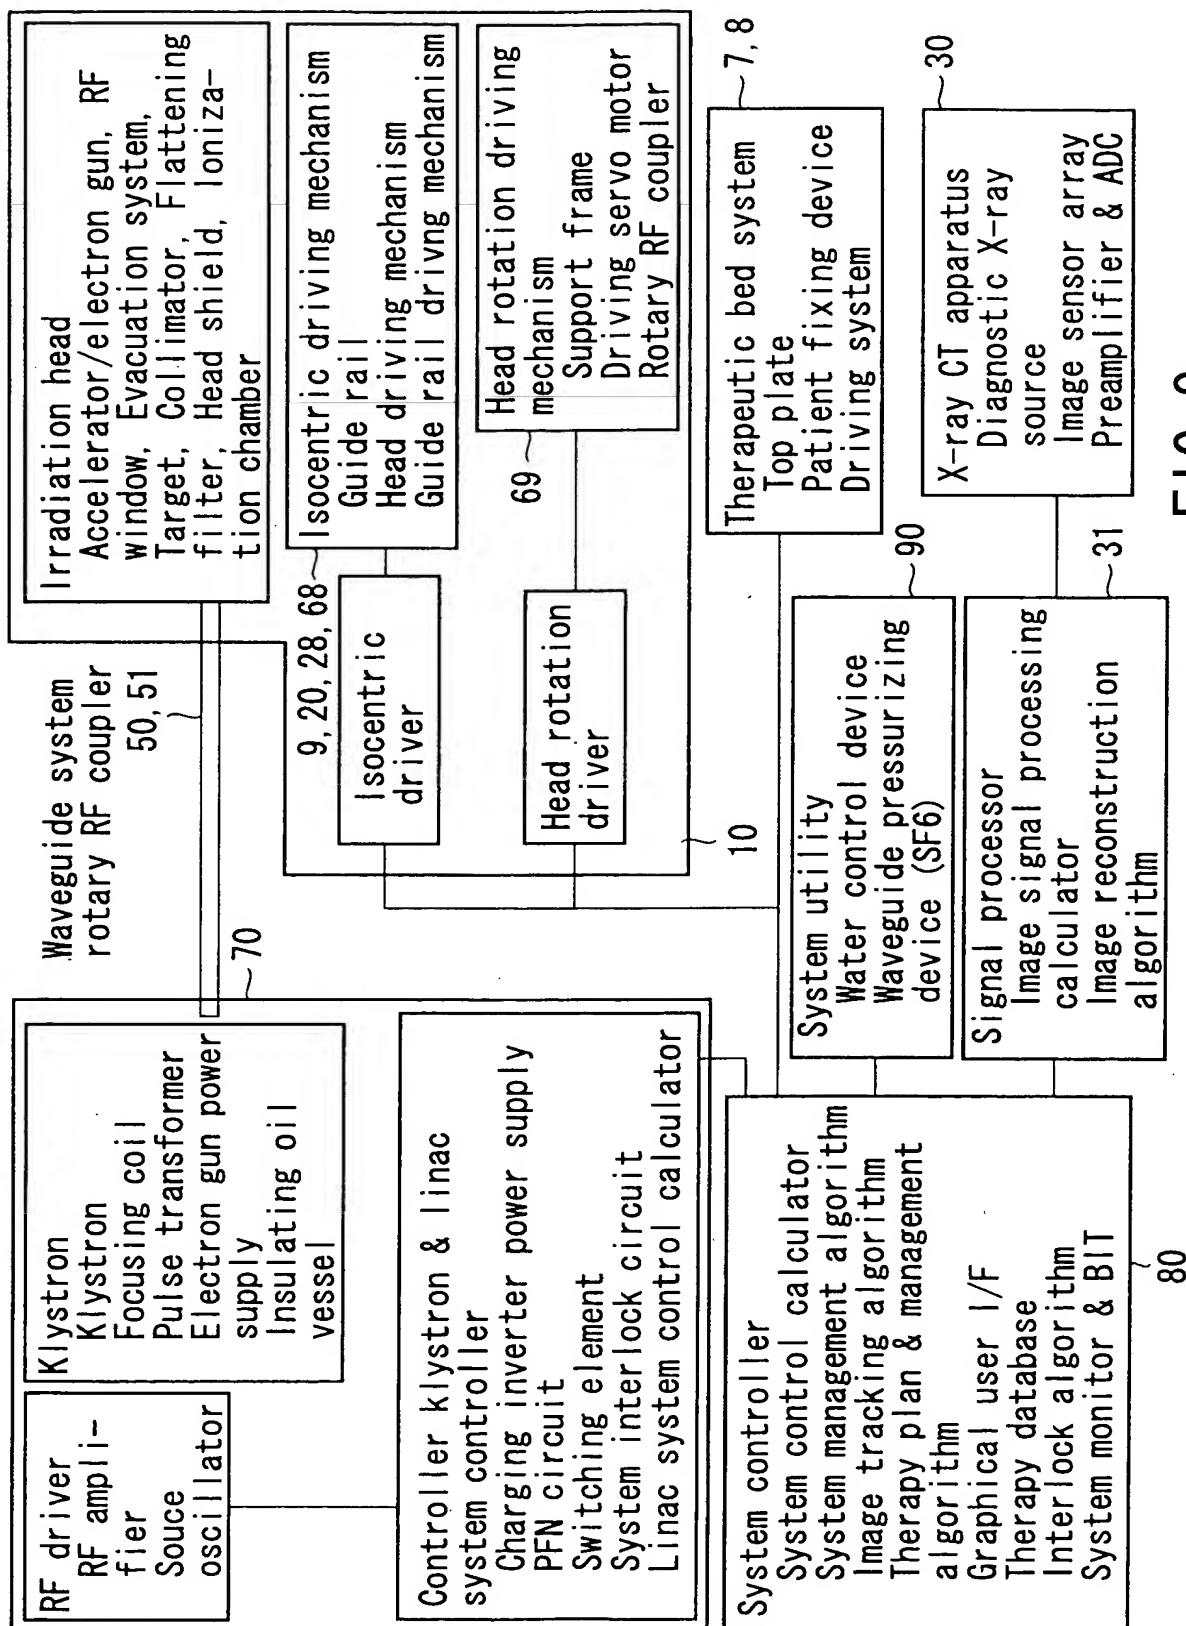 RF driver
RF ampli-
fier
Souce
oscillator
Klystron
Klystron
Focusing coil
Pulse transformer
Electron gun power
supply
Insulating oil
vessel
Controller klystron & linac
system controller
Charging inverter power supply
PFN circuit
Switching element
System interlock circuit
Linac system control calculator
70
Waveguide system
rotary RF coupler
50, 51
Irradiation head
Accelerator/electron gun, RF
window, Evacuation system,
Target, Collimator, Flattening
filter, Head shield, Ioniza-
tion chamber
9, 20, 28, 68
Isocentric
driver
Isocentric driving mechanism
Guide rail
Head driving mechanism
Guide rail drivng mechanism
Head rotation
driver
69
Head rotation driving
mechanism
Support frame
Driving servo motor
Rotary RF coupler
10
System controller
System control calculator
System management algorithm
Image tracking algorithm
Therapy plan & management
algorithm
Graphical user I/F
Therapy database
Interlock algorithm
System monitor & BIT
80
Therapeutic bed system
Top plate
Patient fixing device
Driving system
7, 8
System utility
Water control device
Waveguide pressurizing
device (SF6)
90
Signal processor
Image signal processing
calculator
Image reconstruction
algorithm
31
X-ray CT apparatus
Diagnostic X-ray
source
Image sensor array
Preamplifier & ADC
30